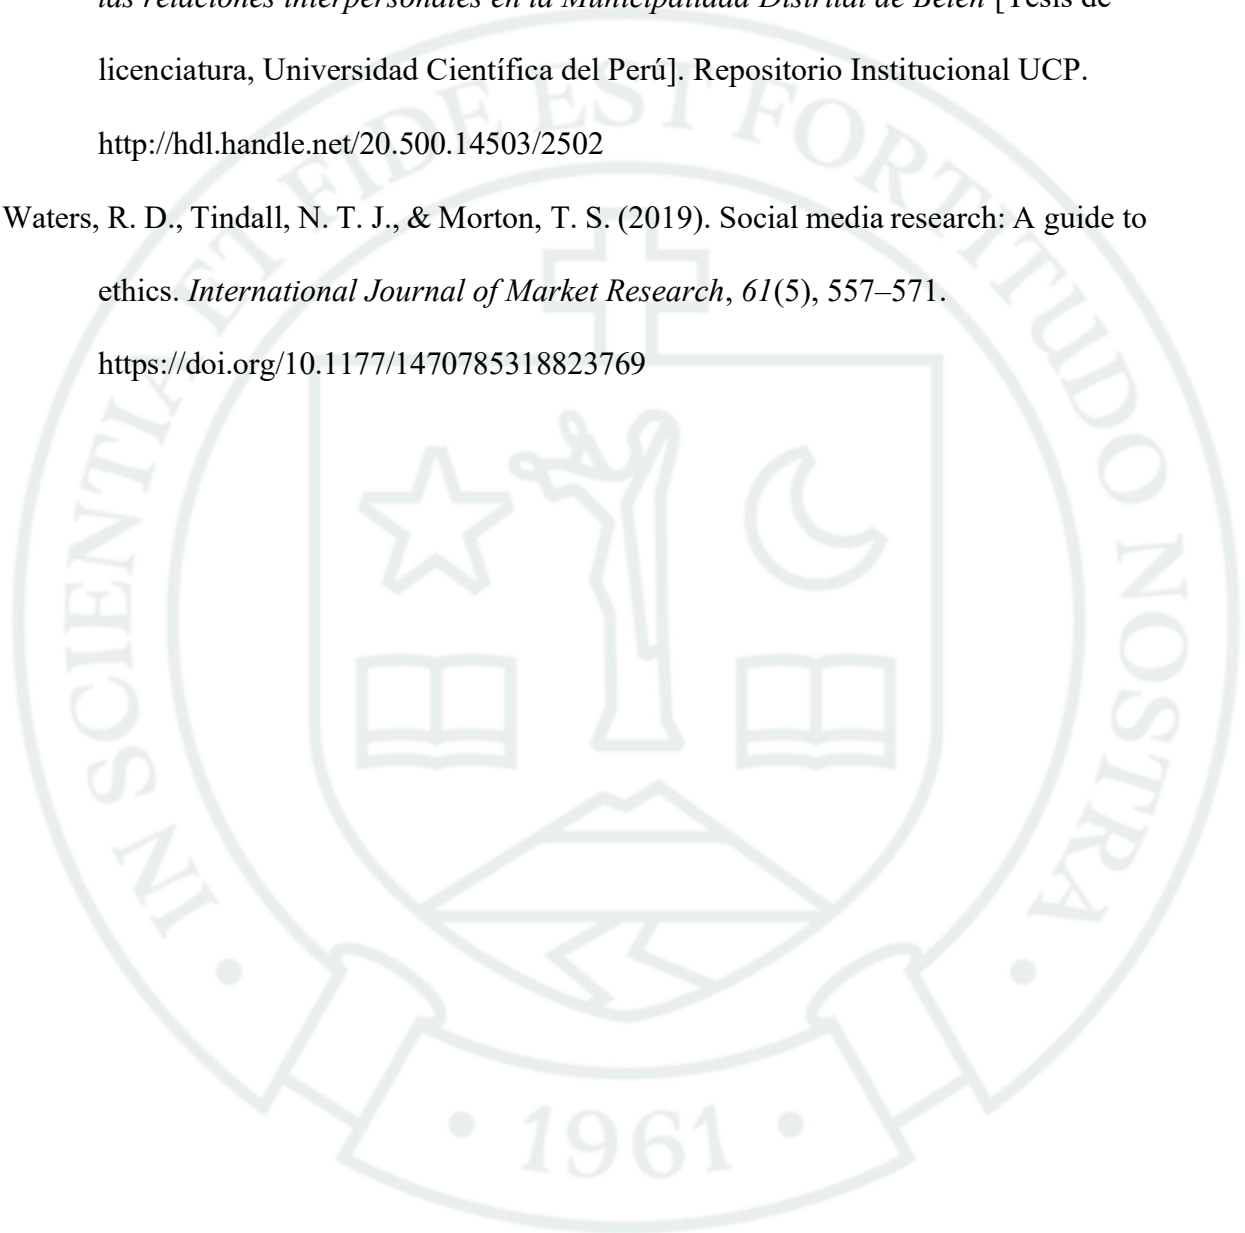 las relaciones interpersonales en la Municipalidad Distrital de Belén [Tesis de
licenciatura, Universidad Científica del Perú]. Repositorio Institucional UCP.
http://hdl.handle.net/20.500.14503/2502
Waters, R. D., Tindall, N. T. J., & Morton, T. S. (2019). Social media research: A guide to
ethics. International Journal of Market Research, 61(5), 557–571.
https://doi.org/10.1177/1470785318823769
IN SCIENTIA ET FIDE EST FORTITUDO NOSTRA
• 1961 •